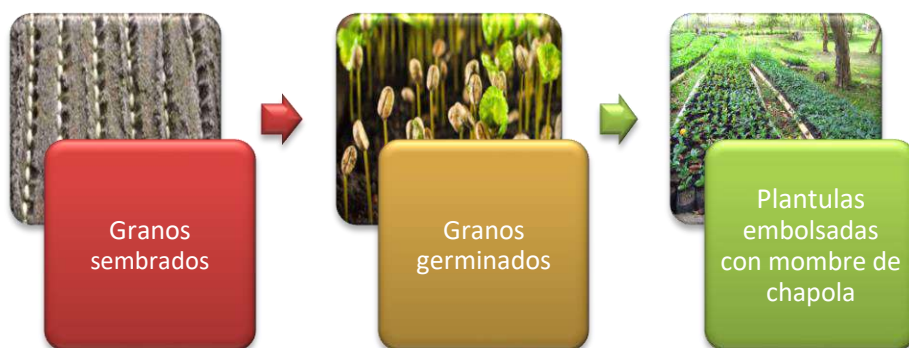 Granos
sembrados
Granos
germinados
Plantulas
embolsadas
con mombre de
chapola